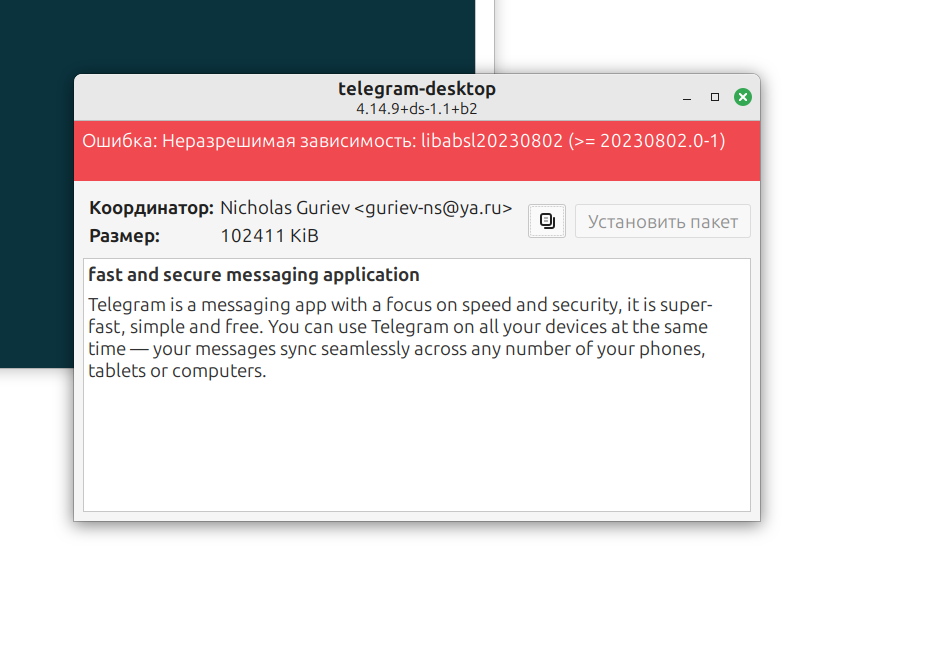 telegram-desktop
4.14.9+ds-1.1+b2
Ошибка: Неразрешимая зависимость: libabsl20230802 (>= 20230802.0-1)
Координатор: Nicholas Guriev <guriev-ns@ya.ru>
Установить пакет
Размер: 102411 KiB
fast and secure messaging application
Telegram is a messaging app with a focus on speed and security, it is super-
fast, simple and free. You can use Telegram on all your devices at the same
time — your messages sync seamlessly across any number of your phones,
tablets or computers.